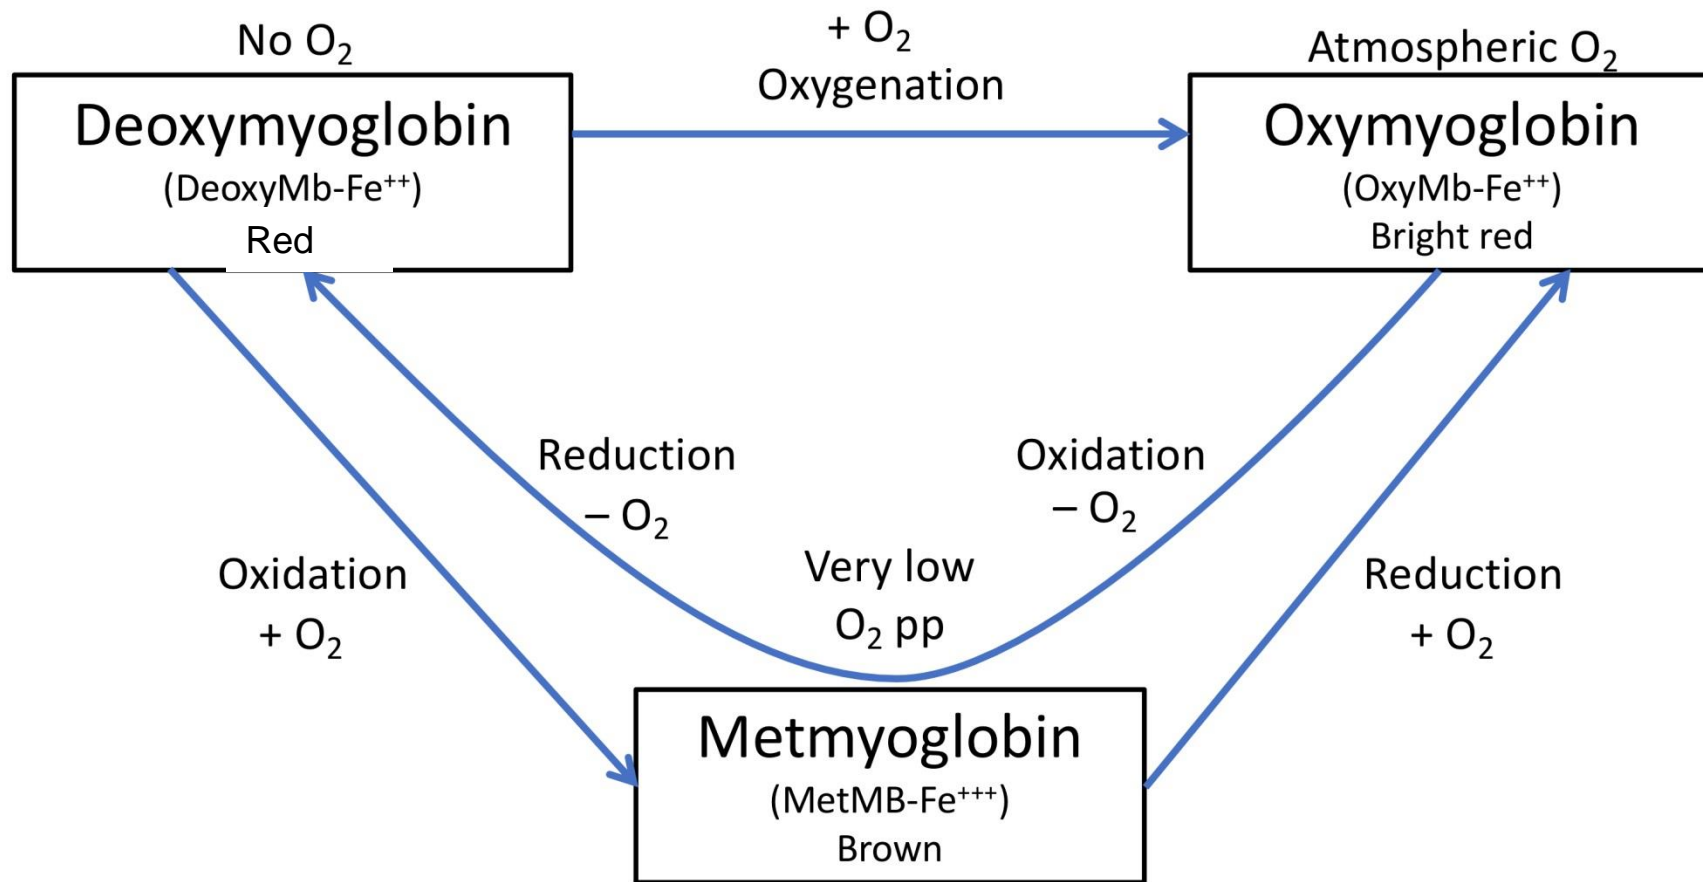 No O₂
Deoxymyoglobin
(DeoxyMb-Fe⁺⁺)
Red
+ O₂
Oxygenation
Atmospheric O₂
Oxymyoglobin
(OxyMb-Fe⁺⁺)
Bright red
Reduction
– O₂
Oxidation
– O₂
Oxidation
+ O₂
Very low
O₂ pp
Reduction
+ O₂
Metmyoglobin
(MetMB-Fe⁺⁺⁺)
Brown